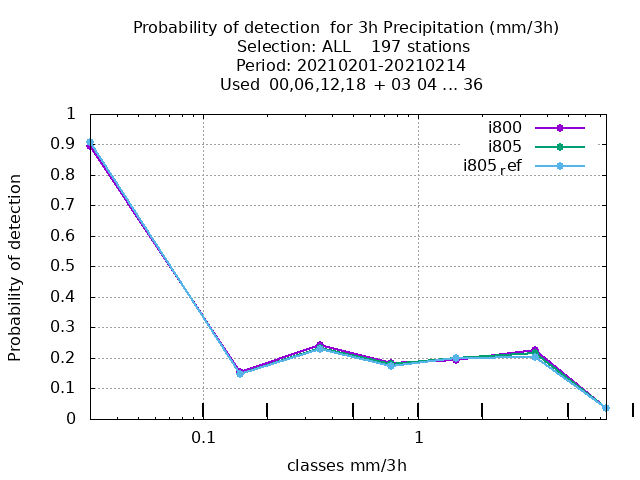 Probability of detection for 3h Precipitation (mm/3h)
Selection: ALL 197 stations
Period: 20210201-20210214
Used 00,06,12,18 + 03 04 ... 36
1
0.9
0.8
0.7
0.6
0.5
0.4
0.3
0.2
0.1
0
Probability of detection
i800
i805
i805ref
0.1
1
classes mm/3h